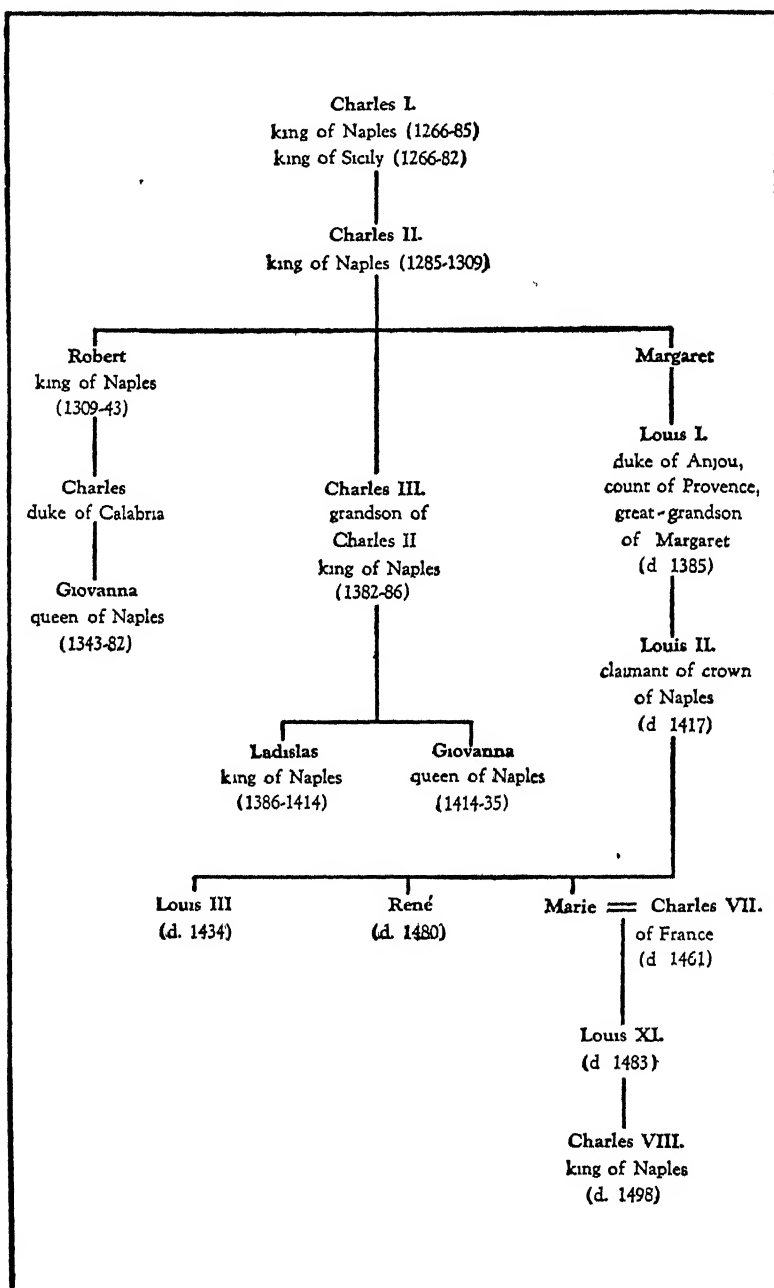 Charles I.
king of Naples (1266-85)
king of Sicily (1266-82)
Charles II.
king of Naples (1285-1309)
Robert
king of Naples
(1309-43)
Charles
duke of Calabria
Giovanna
queen of Naples
(1343-82)
Charles III.
grandson of
Charles II
king of Naples
(1382-86)
Ladislas
king of Naples
(1386-1414)
Giovanna
queen of Naples
(1414-35)
Margaret
Louis I.
duke of Anjou,
count of Provence,
great-grandson
of Margaret
(d 1385)
Louis II.
claimant of crown
of Naples
(d 1417)
Louis III
(d. 1434)
René
(d. 1480)
Marie = Charles VII.
of France
(d 1461)
Louis XI.
(d 1483)
Charles VIII.
king of Naples
(d. 1498)